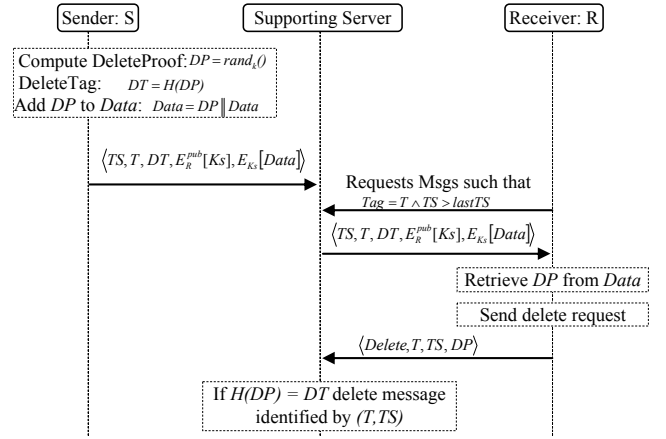 Sender: S Supporting Server Receiver: R
Compute DeleteProof: DP = rand_k()
DeleteTag: DT = H(DP)
Add DP to Data: Data = DP ‖ Data
⟨TS, T, DT, E_R^pub[Ks], E_Ks[Data]⟩
Requests Msgs such that
Tag = T ∧ TS > lastTS
⟨TS, T, DT, E_R^pub[Ks], E_Ks[Data]⟩
Retrieve DP from Data
Send delete request
⟨Delete, T, TS, DP⟩
If H(DP) = DT delete message
identified by (T,TS)